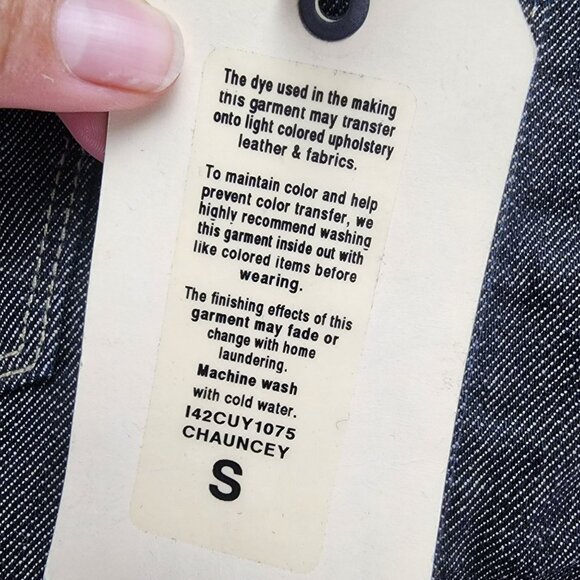 The dye used in the making
this garment may transfer
onto light colored upholstery
leather & fabrics.
To maintain color and help
prevent color transfer, we
highly recommend washing
this garment inside out with
like colored items before
wearing.
The finishing effects of this
garment may fade or
change with home
laundering.
Machine wash
with cold water.
I42CUY1075
CHAUNCEY
S